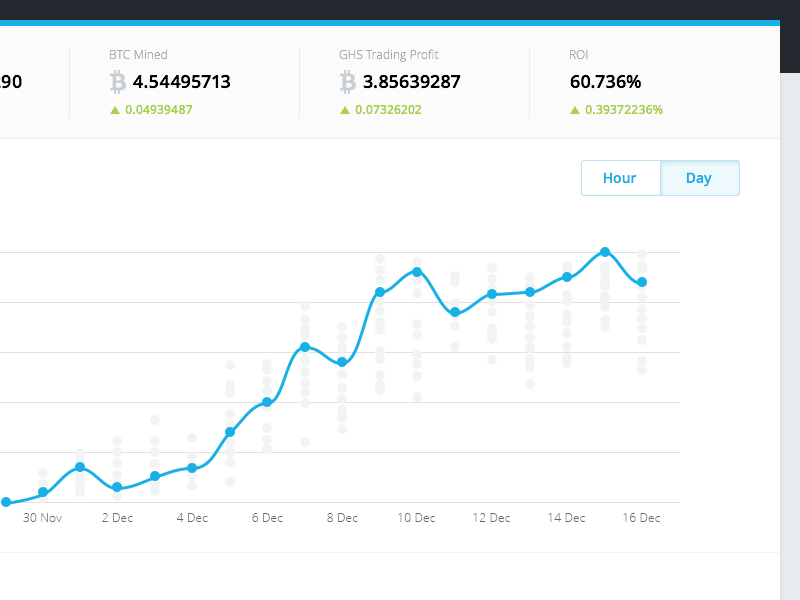 BTC Mined
GHS Trading Profit
ROI
290
4.54495713
3.85639287
60.736%
0.04939487
0.07326202
0.39372236%
Hour
Day
30 Nov
2 Dec
4 Dec
6 Dec
8 Dec
10 Dec
12 Dec
14 Dec
16 Dec